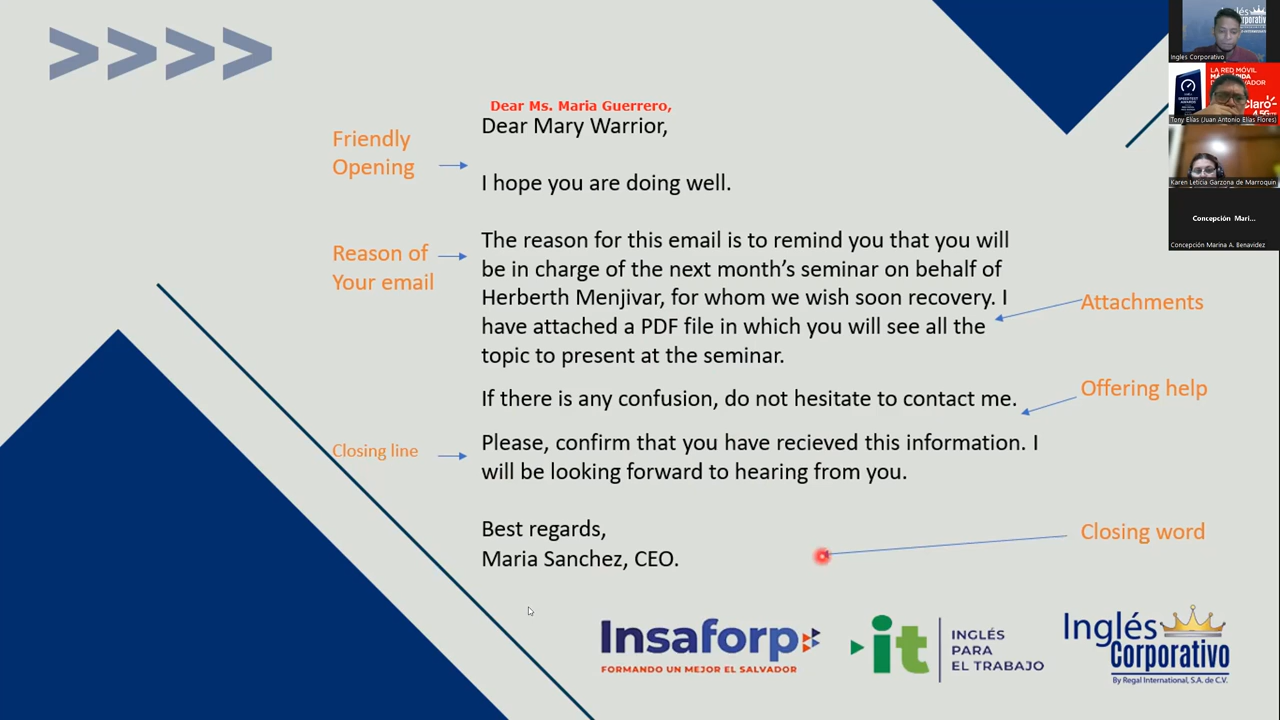 >>>>
Dear Ms. Maria Guerrero,
Dear Mary Warrior,
Friendly
Opening
I hope you are doing well.
Reason of
Your email
The reason for this email is to remind you that you will
be in charge of the next month’s seminar on behalf of
Herberth Menjivar, for whom we wish soon recovery. I
have attached a PDF file in which you will see all the
topic to present at the seminar.
Attachments
If there is any confusion, do not hesitate to contact me.
Offering help
Closing line
Please, confirm that you have recieved this information. I
will be looking forward to hearing from you.
Best regards,
Maria Sanchez, CEO.
Closing word
Insaforp
FORMANDO UN MEJOR EL SALVADOR
it
INGLÉS
PARA
EL TRABAJO
Inglés
Corporativo
By Regal International, S.A. de C.V.
Ingles Corporativo
LA RED MÓVIL
Claro
Tony Elías (Juan Antonio Elías Flores)
Karen Leticia Garzona de Marroquin
Concepción Mari...
Concepción Marina A. Benavidez